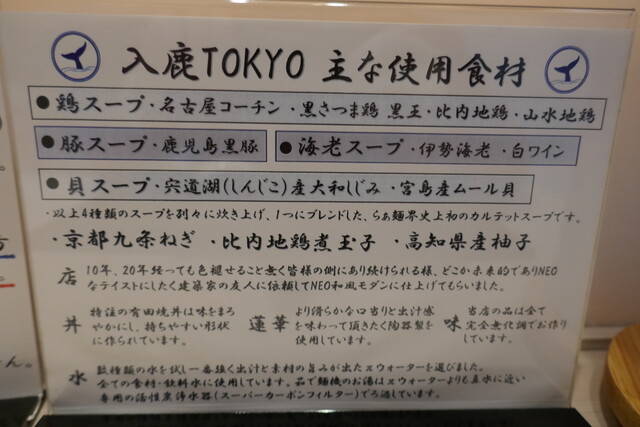 入鹿TOKYO 主な使用食材
●鶏スープ・名古屋コーチン・黒さつま鶏 黒王・比内地鶏・山水地鶏
●豚スープ・鹿児島黒豚
●海老スープ・伊勢海老・白ワイン
●貝スープ・宍道湖(しんじこ)産大和しじみ・宮島産ムール貝
・以上4種類のスープを別々に炊き上げ、1つにブレンドした、らぁ麺界史上初のカルテットスープです。
・京都九条ねぎ ・比内地鶏煮玉子 ・高知県産柚子
店 10年、20年経っても色褪せること無く皆様の側にあり続けられる様、どこか未来的でありNEO
なテイストにしたく建築家の友人に依頼してNEO和風モダンに仕上げてもらいました。
丼 特注の有田焼丼は味をまろ
やかにし、持ちやすい形状
に作られています。
蓮華 より滑らかな口当りと出汁感
を味わって頂きたく陶器製を
使用しています。
味 当店の品は全て
完全無化調でお作り
しています。
水 数種類の水を試し一番強く出汁と素材の旨みが出たπウォーターを選びました。
全ての食材・飲料水に使用しています。品で麺機のお湯はπウォーターよりも真水に近い
専用の活性炭浄水器(スーパーカーボンフィルター)でろ過しています。
ん。